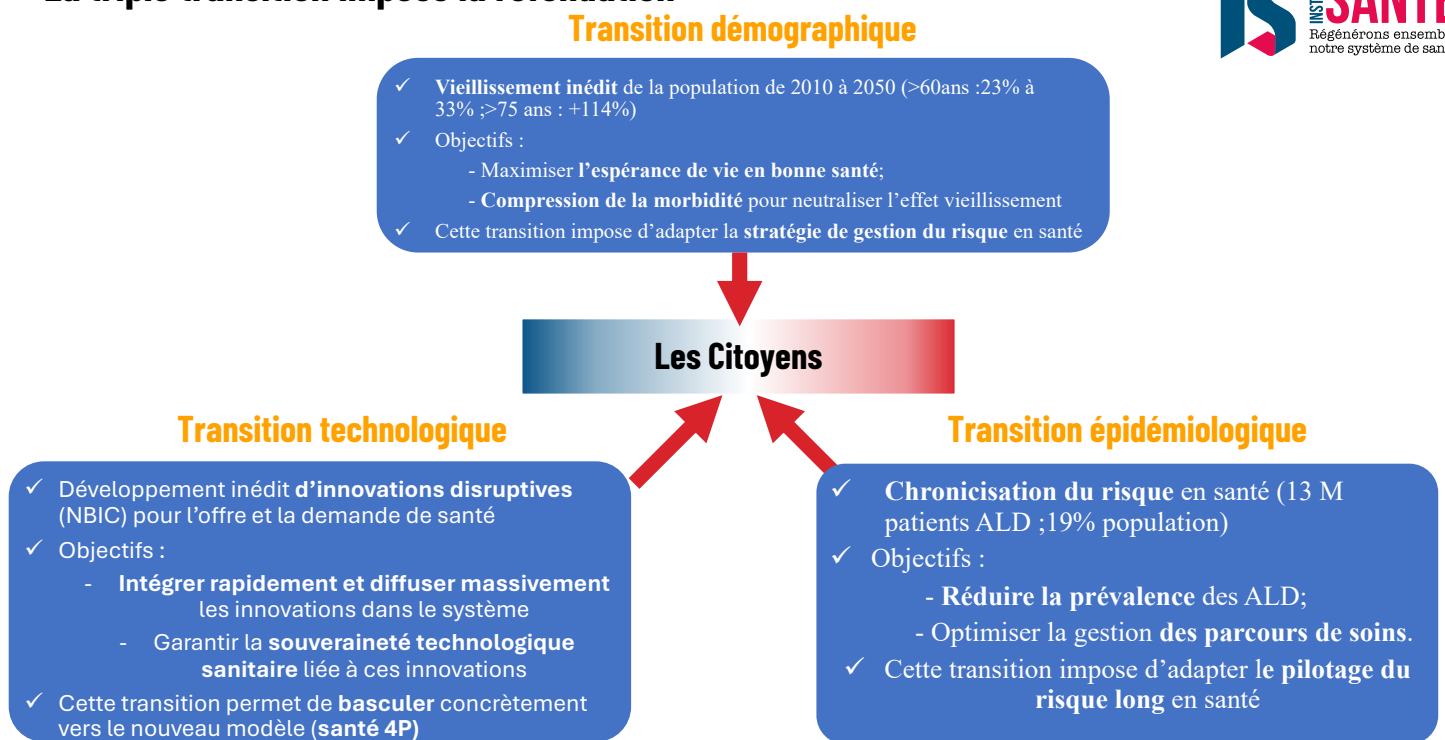 Transition démographique
SANTE
Régénérons ensemb
notre système de san
✓ Vieillissement inédit de la population de 2010 à 2050 (>60ans :23% à
33% ;>75 ans : +114%)
✓ Objectifs :
- Maximiser l’espérance de vie en bonne santé;
- Compression de la morbidité pour neutraliser l’effet vieillissement
✓ Cette transition impose d’adapter la stratégie de gestion du risque en santé
Les Citoyens
Transition technologique
✓ Développement inédit d’innovations disruptives
(NBIC) pour l’offre et la demande de santé
✓ Objectifs :
- Intégrer rapidement et diffuser massivement
les innovations dans le système
- Garantir la souveraineté technologique
sanitaire liée à ces innovations
✓ Cette transition permet de basculer concrètement
vers le nouveau modèle (santé 4P)
Transition épidémiologique
✓ Chronicisation du risque en santé (13 M
patients ALD ;19% population)
✓ Objectifs :
- Réduire la prévalence des ALD;
- Optimiser la gestion des parcours de soins.
✓ Cette transition impose d’adapter le pilotage du
risque long en santé